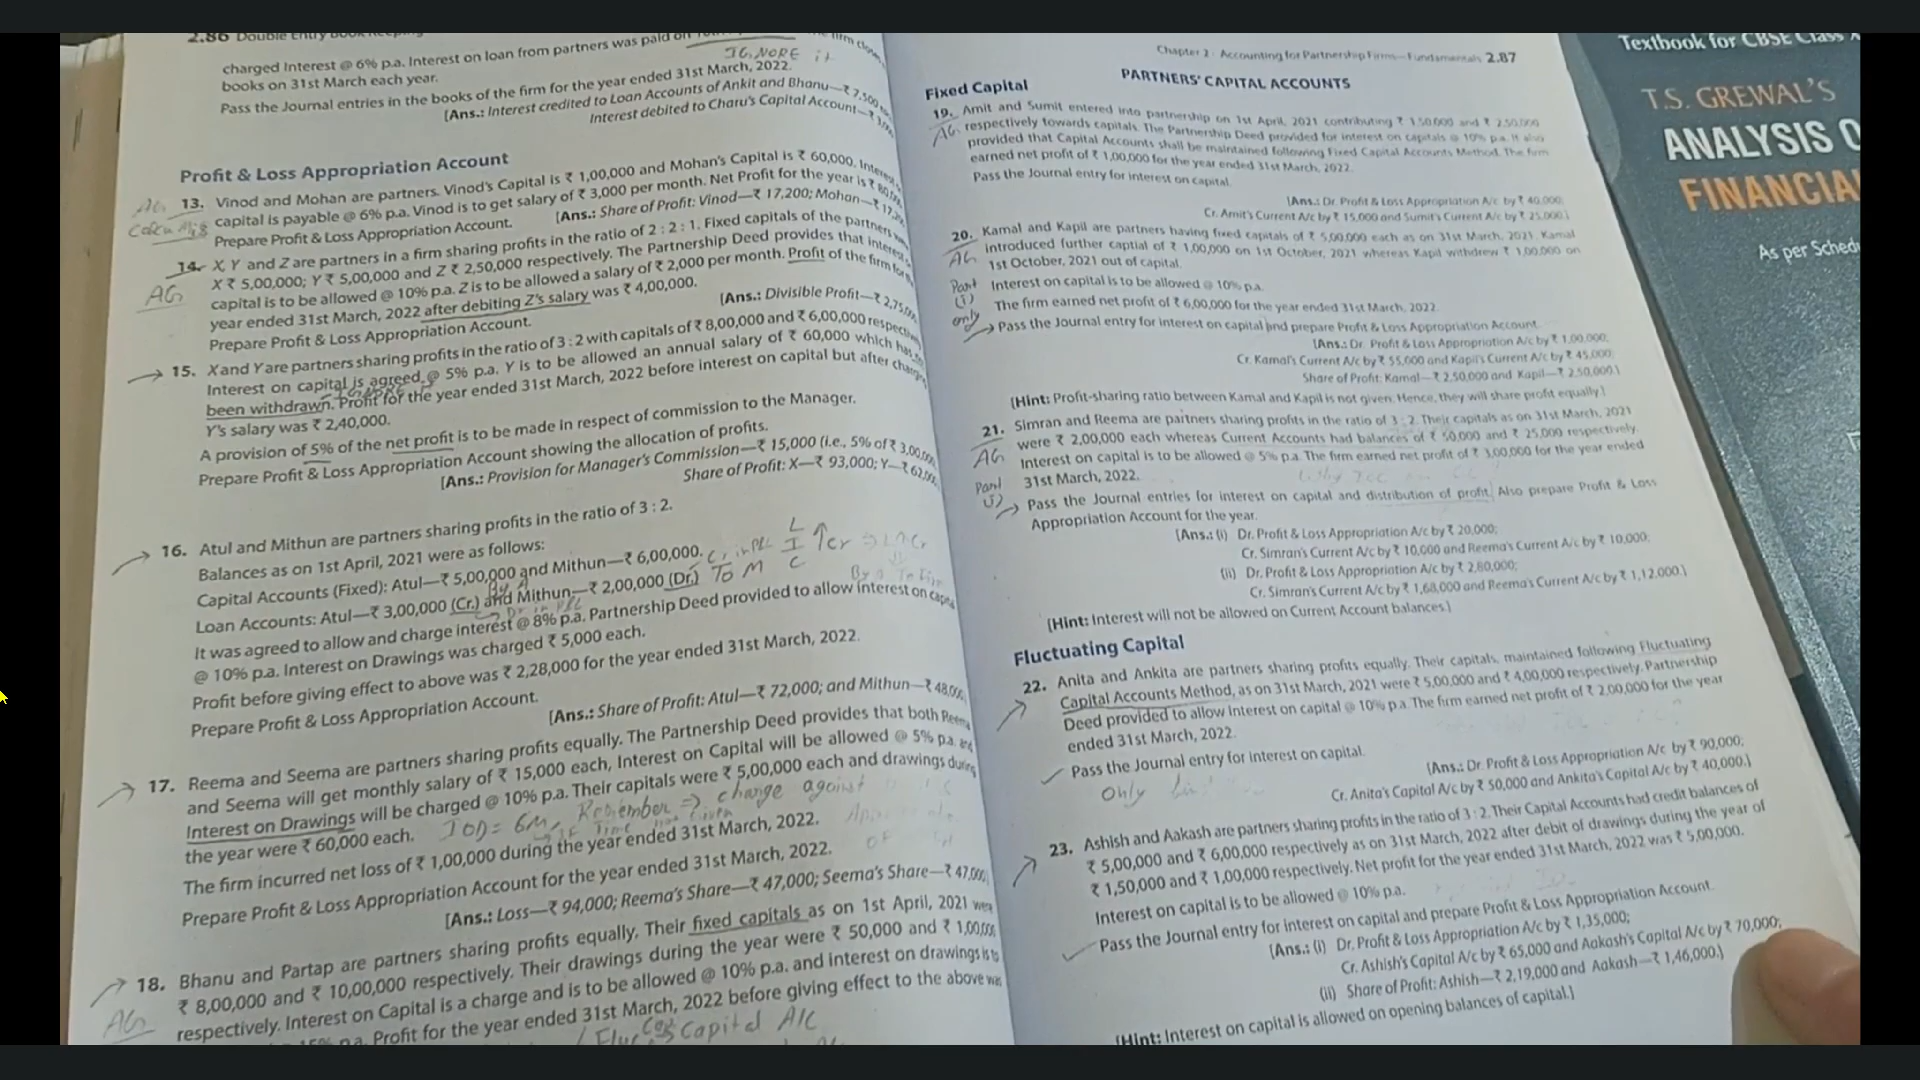 2.86 Double Entry Book Keeping
charged Interest @ 6% p.a. Interest on loan from partners was paid on
IGNORE it
books on 31st March each year.
Pass the Journal entries in the books of the firm for the year ended 31st March, 2022.
[Ans.: Interest credited to Loan Accounts of Ankit and Bhanu—₹ 7,500
Interest debited to Charu's Capital Account—₹
Profit & Loss Appropriation Account
13. Vinod and Mohan are partners. Vinod's Capital is ₹ 1,00,000 and Mohan's Capital is ₹ 60,000. Interest
capital is payable @ 6% p.a. Vinod is to get salary of ₹ 3,000 per month. Net Profit for the year is ₹ 80,
Prepare Profit & Loss Appropriation Account.
[Ans.: Share of Profit: Vinod—₹ 17,200; Mohan—₹ 17,
14. X, Y and Z are partners in a firm sharing profits in the ratio of 2 : 2 : 1. Fixed capitals of the partners
AG
X ₹ 5,00,000; Y ₹ 5,00,000 and Z ₹ 2,50,000 respectively. The Partnership Deed provides that interest
capital is to be allowed @ 10% p.a. Z is to be allowed a salary of ₹ 2,000 per month. Profit of the firm for
year ended 31st March, 2022 after debiting Z's salary was ₹ 4,00,000.
Prepare Profit & Loss Appropriation Account.
[Ans.: Divisible Profit—₹ 2,75,000
15. X and Y are partners sharing profits in the ratio of 3 : 2 with capitals of ₹ 8,00,000 and ₹ 6,00,000
Interest on capital is agreed @ 5% p.a. Y is to be allowed an annual salary of ₹ 60,000 which has
been withdrawn. Profit for the year ended 31st March, 2022 before interest on capital but after
Y's salary was ₹ 2,40,000.
A provision of 5% of the net profit is to be made in respect of commission to the Manager.
Prepare Profit & Loss Appropriation Account showing the allocation of profits.
[Ans.: Provision for Manager's Commission—₹ 15,000 (i.e., 5% of ₹ 3,00,000
Share of Profit: X—₹ 93,000; Y—₹ 62,
16. Atul and Mithun are partners sharing profits in the ratio of 3 : 2.
Balances as on 1st April, 2021 were as follows:
Capital Accounts (Fixed): Atul—₹ 5,00,000 and Mithun—₹ 6,00,000.
Loan Accounts: Atul—₹ 3,00,000 (Cr.) and Mithun—₹ 2,00,000 (Dr.) To M
It was agreed to allow and charge interest @ 8% p.a. Partnership Deed provided to allow interest on
@ 10% p.a. Interest on Drawings was charged ₹ 5,000 each.
Profit before giving effect to above was ₹ 2,28,000 for the year ended 31st March, 2022.
Prepare Profit & Loss Appropriation Account.
[Ans.: Share of Profit: Atul—₹ 72,000; and Mithun—₹ 48,000
17. Reema and Seema are partners sharing profits equally. The Partnership Deed provides that both Reema
and Seema will get monthly salary of ₹ 15,000 each, Interest on Capital will be allowed @ 5% p.a. and
Interest on Drawings will be charged @ 10% p.a. Their capitals were ₹ 5,00,000 each and drawings during
the year were ₹ 60,000 each.
IOD = 6M, Remember ⇒ charge against
The firm incurred net loss of ₹ 1,00,000 during the year ended 31st March, 2022.
Prepare Profit & Loss Appropriation Account for the year ended 31st March, 2022.
[Ans.: Loss—₹ 94,000; Reema's Share—₹ 47,000; Seema's Share—₹ 47,000
18. Bhanu and Partap are partners sharing profits equally. Their fixed capitals as on 1st April, 2021 were
₹ 8,00,000 and ₹ 10,00,000 respectively. Their drawings during the year were ₹ 50,000 and ₹ 1,00,000
AG
respectively. Interest on Capital is a charge and is to be allowed @ 10% p.a. and interest on drawings is to
p.a. Profit for the year ended 31st March, 2022 before giving effect to the above was
Capital A/C
Chapter 2 · Accounting for Partnership Firms—Fundamentals 2.87
PARTNERS' CAPITAL ACCOUNTS
Fixed Capital
19. Amit and Sumit entered into partnership on 1st April, 2021 contributing ₹ 1,50,000 and ₹ 2,50,000
AG
respectively towards capitals. The Partnership Deed provided for interest on capitals @ 10% p.a. It also
provided that Capital Accounts shall be maintained following Fixed Capital Accounts Method. The firm
earned net profit of ₹ 1,00,000 for the year ended 31st March, 2022.
Pass the Journal entry for interest on capital.
[Ans.: Dr. Profit & Loss Appropriation A/c by ₹ 40,000;
Cr. Amit's Current A/c by ₹ 15,000 and Sumit's Current A/c by ₹ 25,000.]
20. Kamal and Kapil are partners having fixed capitals of ₹ 5,00,000 each as on 31st March, 2021. Kamal
AG
introduced further captial of ₹ 1,00,000 on 1st October, 2021 whereas Kapil withdrew ₹ 1,00,000 on
1st October, 2021 out of capital.
Part (i) only
Interest on capital is to be allowed @ 10% p.a.
The firm earned net profit of ₹ 6,00,000 for the year ended 31st March, 2022.
Pass the Journal entry for interest on capital and prepare Profit & Loss Appropriation Account.
[Ans.: Dr. Profit & Loss Appropriation A/c by ₹ 1,00,000;
Cr. Kamal's Current A/c by ₹ 55,000 and Kapil's Current A/c by ₹ 45,000;
Share of Profit: Kamal—₹ 2,50,000 and Kapil—₹ 2,50,000.]
[Hint: Profit-sharing ratio between Kamal and Kapil is not given. Hence, they will share profit equally.]
21. Simran and Reema are partners sharing profits in the ratio of 3 : 2. Their capitals as on 31st March, 2021
AG
were ₹ 2,00,000 each whereas Current Accounts had balances of ₹ 50,000 and ₹ 25,000 respectively.
Interest on capital is to be allowed @ 5% p.a. The firm earned net profit of ₹ 3,00,000 for the year ended
31st March, 2022.
Part (i)
Pass the Journal entries for interest on capital and distribution of profit. Also prepare Profit & Loss
Appropriation Account for the year.
[Ans.: (i) Dr. Profit & Loss Appropriation A/c by ₹ 20,000;
Cr. Simran's Current A/c by ₹ 10,000 and Reema's Current A/c by ₹ 10,000;
(ii) Dr. Profit & Loss Appropriation A/c by ₹ 2,80,000;
Cr. Simran's Current A/c by ₹ 1,68,000 and Reema's Current A/c by ₹ 1,12,000.]
[Hint: Interest will not be allowed on Current Account balances.]
Fluctuating Capital
22. Anita and Ankita are partners sharing profits equally. Their capitals, maintained following Fluctuating
Capital Accounts Method, as on 31st March, 2021 were ₹ 5,00,000 and ₹ 4,00,000 respectively. Partnership
Deed provided to allow interest on capital @ 10% p.a. The firm earned net profit of ₹ 2,00,000 for the year
ended 31st March, 2022.
Pass the Journal entry for interest on capital.
only
[Ans.: Dr. Profit & Loss Appropriation A/c by ₹ 90,000;
Cr. Anita's Capital A/c by ₹ 50,000 and Ankita's Capital A/c by ₹ 40,000.]
23. Ashish and Aakash are partners sharing profits in the ratio of 3 : 2. Their Capital Accounts had credit balances of
₹ 5,00,000 and ₹ 6,00,000 respectively as on 31st March, 2022 after debit of drawings during the year of
₹ 1,50,000 and ₹ 1,00,000 respectively. Net profit for the year ended 31st March, 2022 was ₹ 5,00,000.
Interest on capital is to be allowed @ 10% p.a.
Pass the Journal entry for interest on capital and prepare Profit & Loss Appropriation Account.
[Ans.: (i) Dr. Profit & Loss Appropriation A/c by ₹ 1,35,000;
Cr. Ashish's Capital A/c by ₹ 65,000 and Aakash's Capital A/c by ₹ 70,000;
(ii) Share of Profit: Ashish—₹ 2,19,000 and Aakash—₹ 1,46,000.]
[Hint: Interest on capital is allowed on opening balances of capital.]
Textbook for CBSE Class
T.S. GREWAL'S
ANALYSIS O
FINANCIA
As per Sched